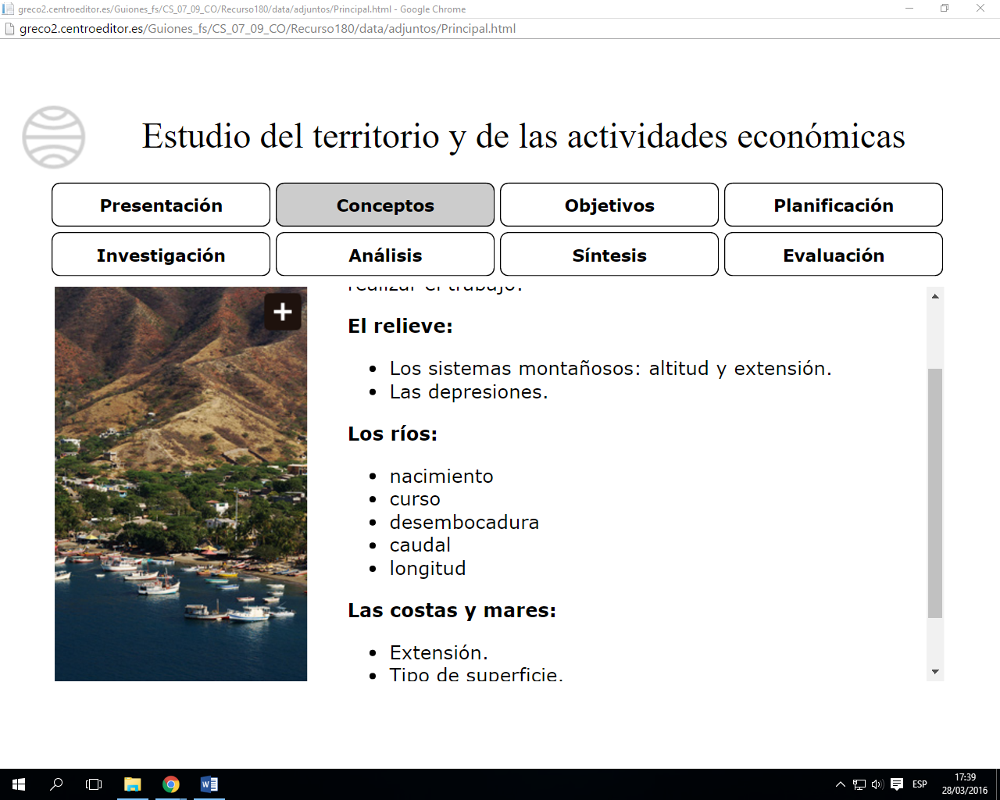 greco2.centroeditor.es/Guiones_fs/CS_07_09_CO/Recurso180/data/adjuntos/Principal.html - Google Chrome
greco2.centroeditor.es/Guiones_fs/CS_07_09_CO/Recurso180/data/adjuntos/Principal.html
Estudio del territorio y de las actividades económicas
Presentación Conceptos Objetivos Planificación
Investigación Análisis Síntesis Evaluación
realizar el trabajo.
El relieve:
• Los sistemas montañosos: altitud y extensión.
• Las depresiones.
Los ríos:
• nacimiento
• curso
• desembocadura
• caudal
• longitud
Las costas y mares:
• Extensión.
• Tipo de superficie.
ESP
17:39
28/03/2016